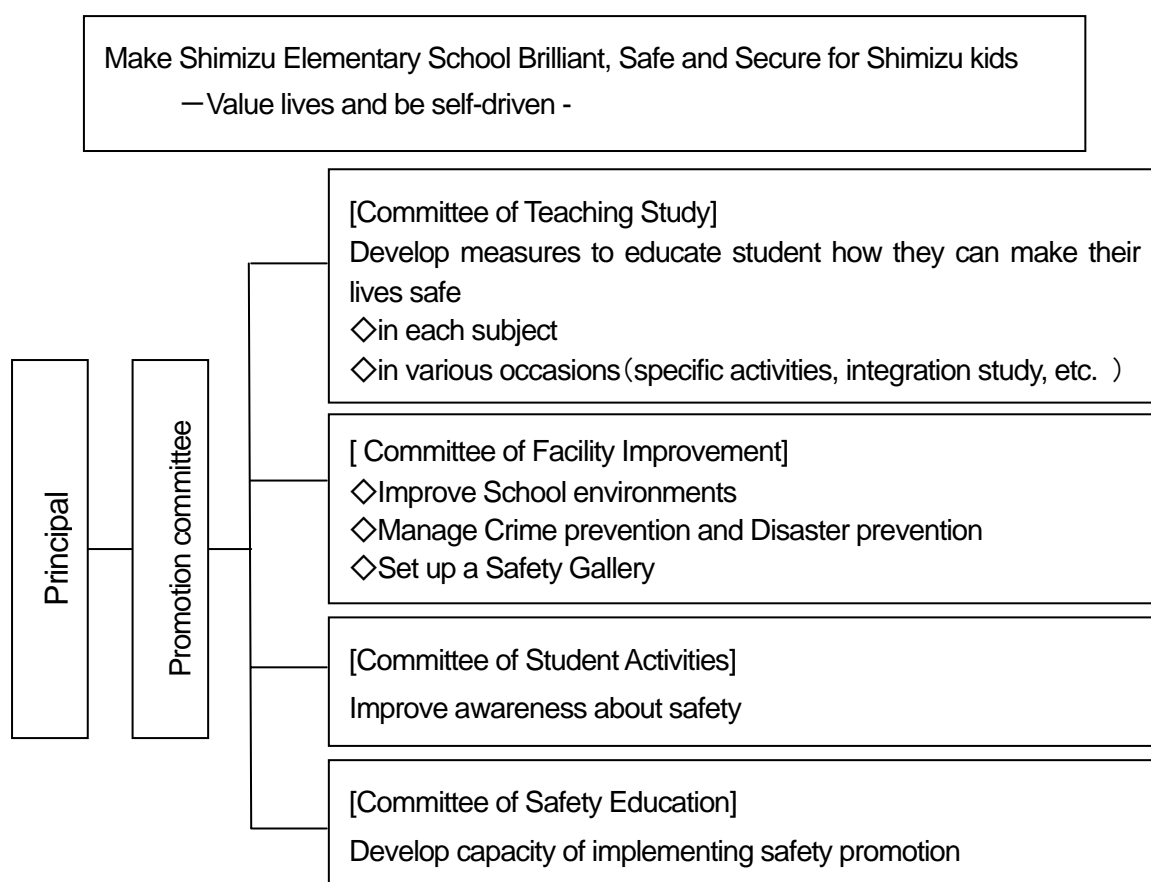 Make Shimizu Elementary School Brilliant, Safe and Secure for Shimizu kids
－Value lives and be self-driven -
[Committee of Teaching Study]
Develop measures to educate student how they can make their
lives safe
◇in each subject
◇in various occasions（specific activities, integration study, etc. ）
[ Committee of Facility Improvement]
◇Improve School environments
◇Manage Crime prevention and Disaster prevention
◇Set up a Safety Gallery
Principal
Promotion committee
[Committee of Student Activities]
Improve awareness about safety
[Committee of Safety Education]
Develop capacity of implementing safety promotion